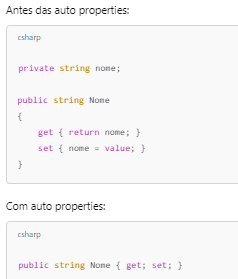 Antes das auto properties:
csharp
private string nome;
public string Nome
{
get { return nome; }
set { nome = value; }
}
Com auto properties:
csharp
public string Nome { get; set; }